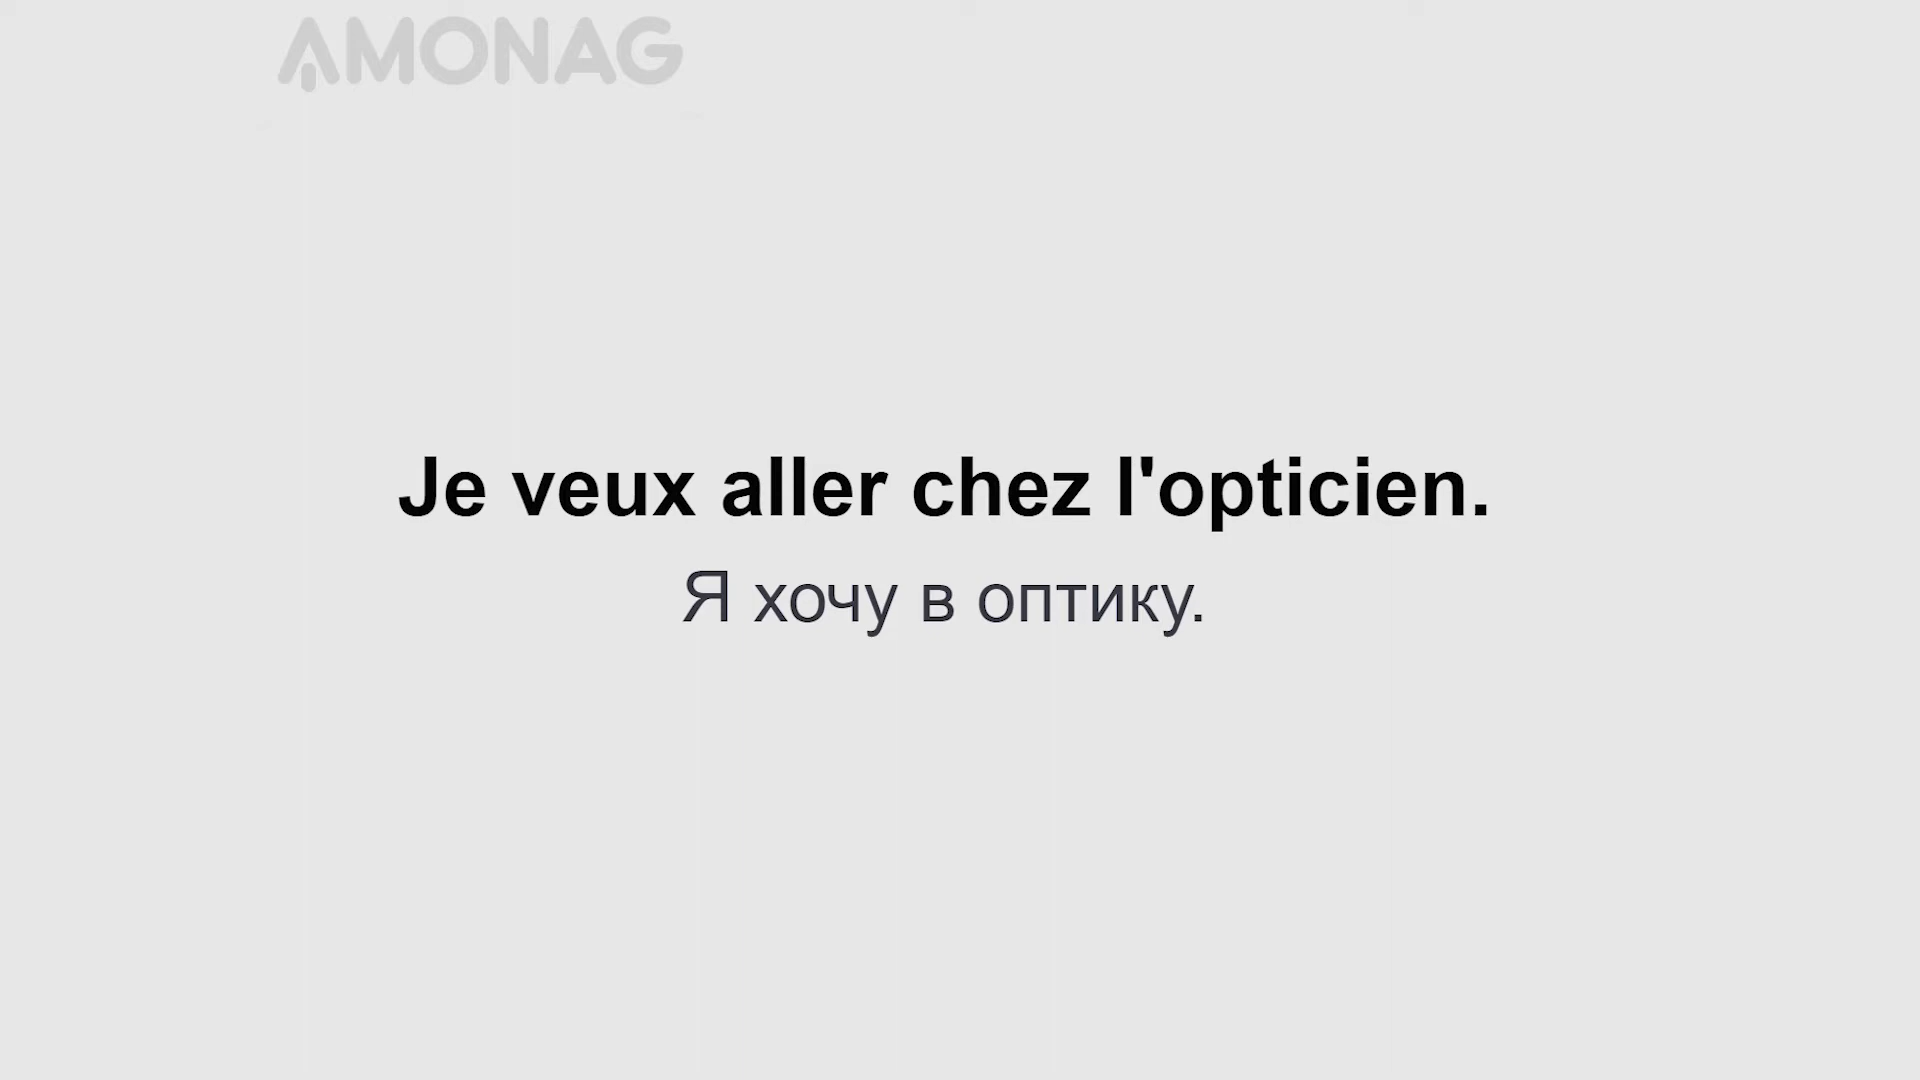 AMONAG
Je veux aller chez l'opticien.
Я хочу в оптику.